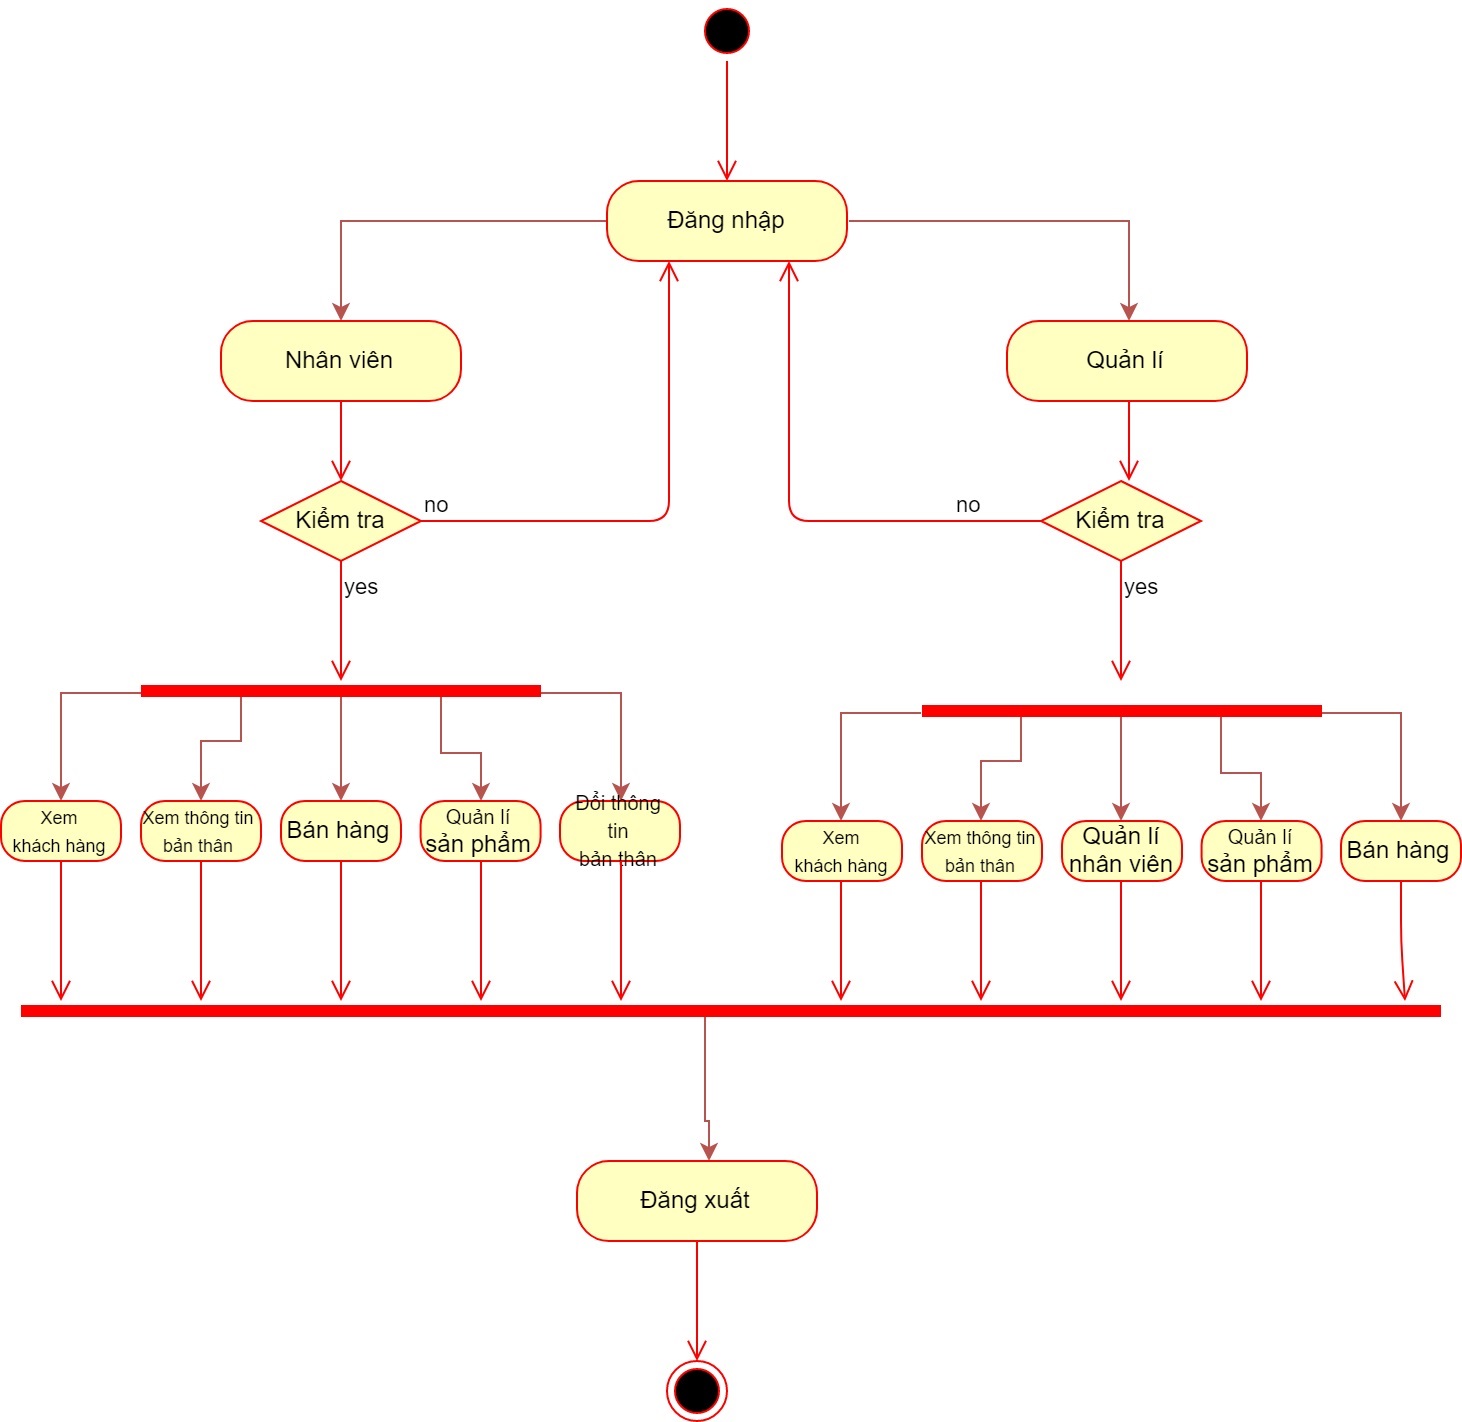 Đăng nhập
Nhân viên
Quản lí
Kiểm tra
no
yes
no
Kiểm tra
yes
Xem
khách hàng
Xem thông tin
bản thân
Bán hàng
Quản lí
sản phẩm
Đổi thông
tin
bản thân
Xem
khách hàng
Xem thông tin
bản thân
Quản lí
nhân viên
Quản lí
sản phẩm
Bán hàng
Đăng xuất